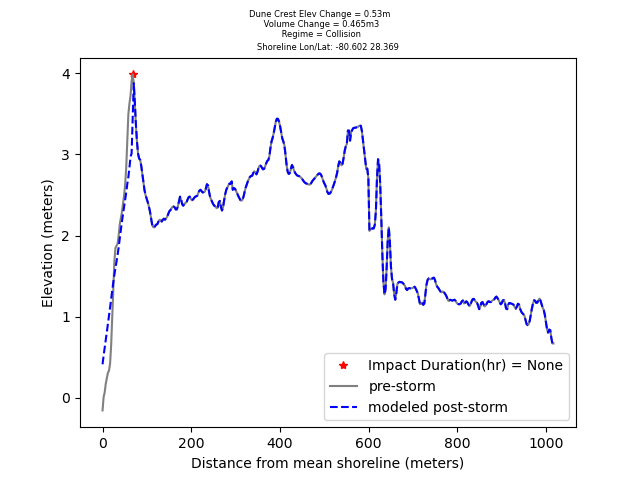 Dune Crest Elev Change = 0.53m
Volume Change = 0.465m3
Regime = Collision
Shoreline Lon/Lat: -80.602 28.369
4
3
2
1
0
Elevation (meters)
Impact Duration(hr) = None
pre-storm
modeled post-storm
0 200 400 600 800 1000
Distance from mean shoreline (meters)